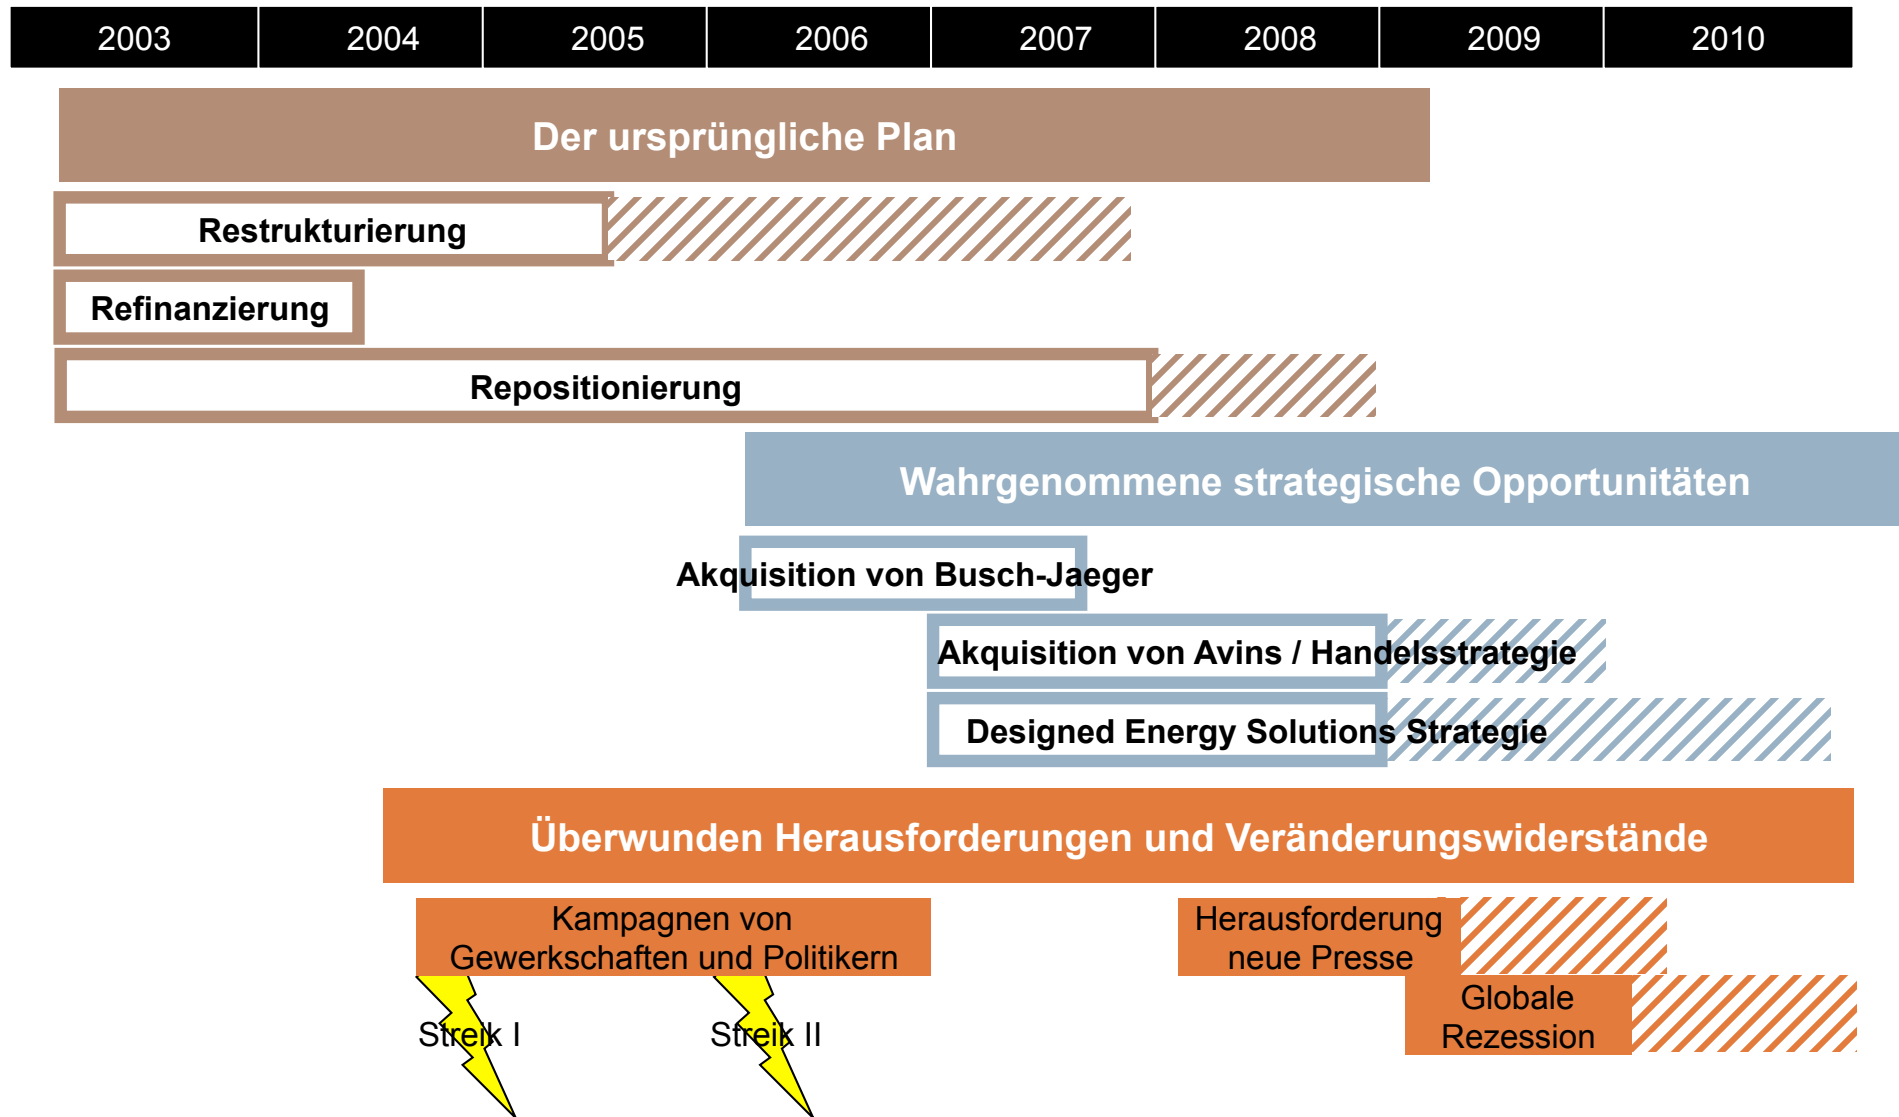 2003 2004 2005 2006 2007 2008 2009 2010
Der ursprüngliche Plan
Restrukturierung
Refinanzierung
Repositionierung
Wahrgenommene strategische Opportunitäten
Akquisition von Busch-Jaeger
Akquisition von Avins / Handelsstrategie
Designed Energy Solutions Strategie
Überwunden Herausforderungen und Veränderungswiderstände
Kampagnen von
Gewerkschaften und Politikern
Herausforderung
neue Presse
Streik I
Streik II
Globale
Rezession